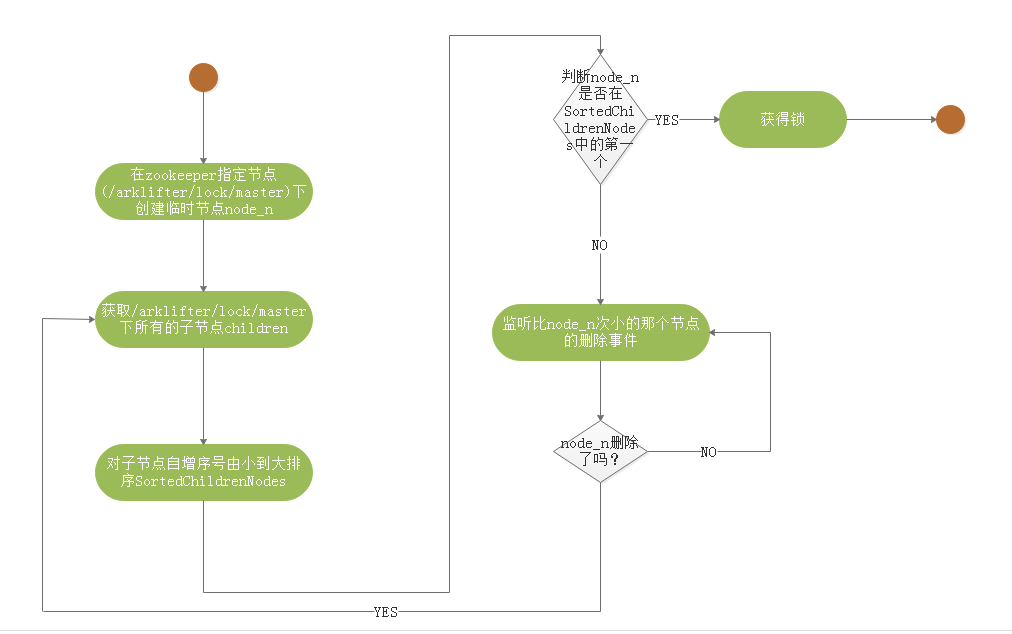 在zookeeper指定节点
(/arklifter/lock/master)下
创建临时节点node_n
获取/arklifter/lock/master
下所有的子节点children
对子节点自增序号由小到大排
序SortedChildrenNodes
判断node_n
是否在
SortedChi
ldrenNode
s中的第一
个
YES
获得锁
NO
监听比node_n次小的那个节点
的删除事件
node_n删除
了吗？
NO
YES